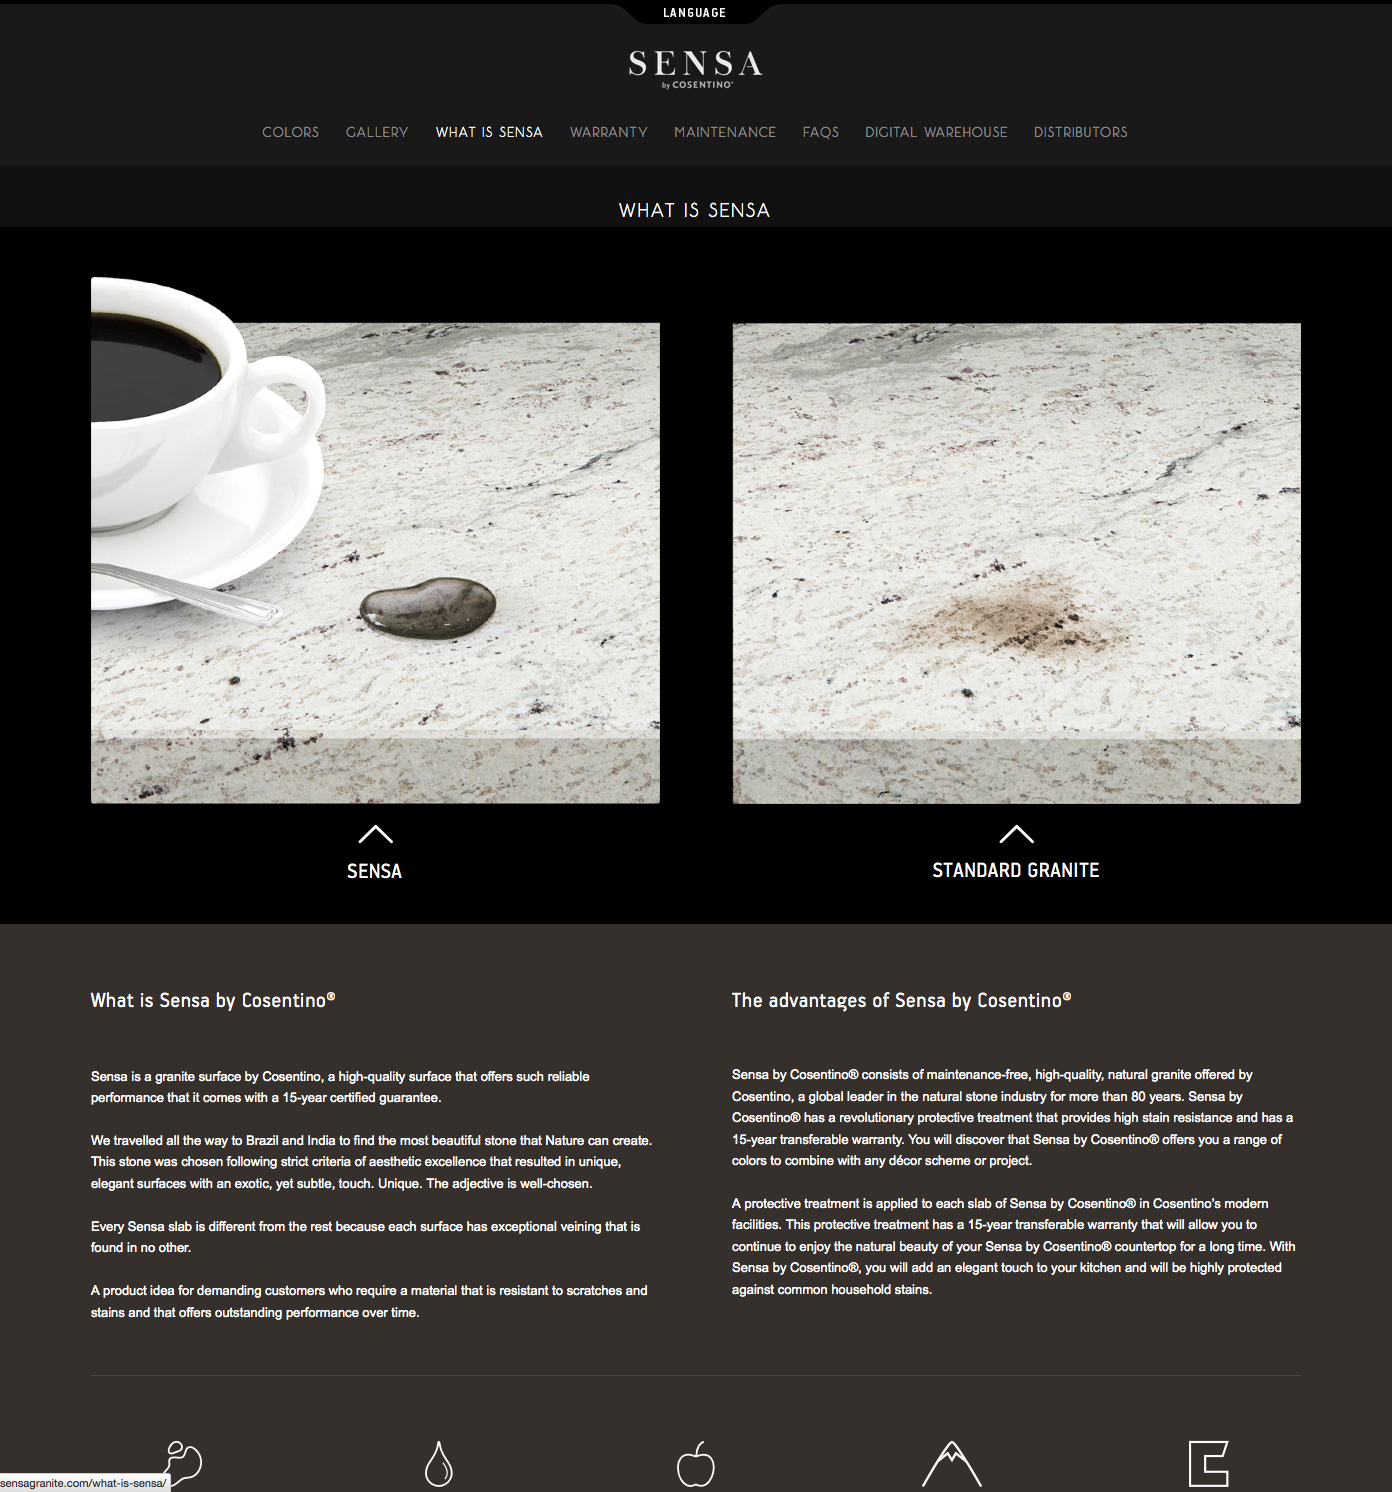 LANGUAGE
SENSA
by COSENTINO®
COLORS GALLERY WHAT IS SENSA WARRANTY MAINTENANCE FAQS DIGITAL WAREHOUSE DISTRIBUTORS
WHAT IS SENSA
SENSA
STANDARD GRANITE
What is Sensa by Cosentino®
Sensa is a granite surface by Cosentino, a high-quality surface that offers such reliable
performance that it comes with a 15-year certified guarantee.
We travelled all the way to Brazil and India to find the most beautiful stone that Nature can create.
This stone was chosen following strict criteria of aesthetic excellence that resulted in unique,
elegant surfaces with an exotic, yet subtle, touch. Unique. The adjective is well-chosen.
Every Sensa slab is different from the rest because each surface has exceptional veining that is
found in no other.
A product idea for demanding customers who require a material that is resistant to scratches and
stains and that offers outstanding performance over time.
The advantages of Sensa by Cosentino®
Sensa by Cosentino® consists of maintenance-free, high-quality, natural granite offered by
Cosentino, a global leader in the natural stone industry for more than 80 years. Sensa by
Cosentino® has a revolutionary protective treatment that provides high stain resistance and has a
15-year transferable warranty. You will discover that Sensa by Cosentino® offers you a range of
colors to combine with any décor scheme or project.
A protective treatment is applied to each slab of Sensa by Cosentino® in Cosentino's modern
facilities. This protective treatment has a 15-year transferable warranty that will allow you to
continue to enjoy the natural beauty of your Sensa by Cosentino® countertop for a long time. With
Sensa by Cosentino®, you will add an elegant touch to your kitchen and will be highly protected
against common household stains.
sensagranite.com/what-is-sensa/